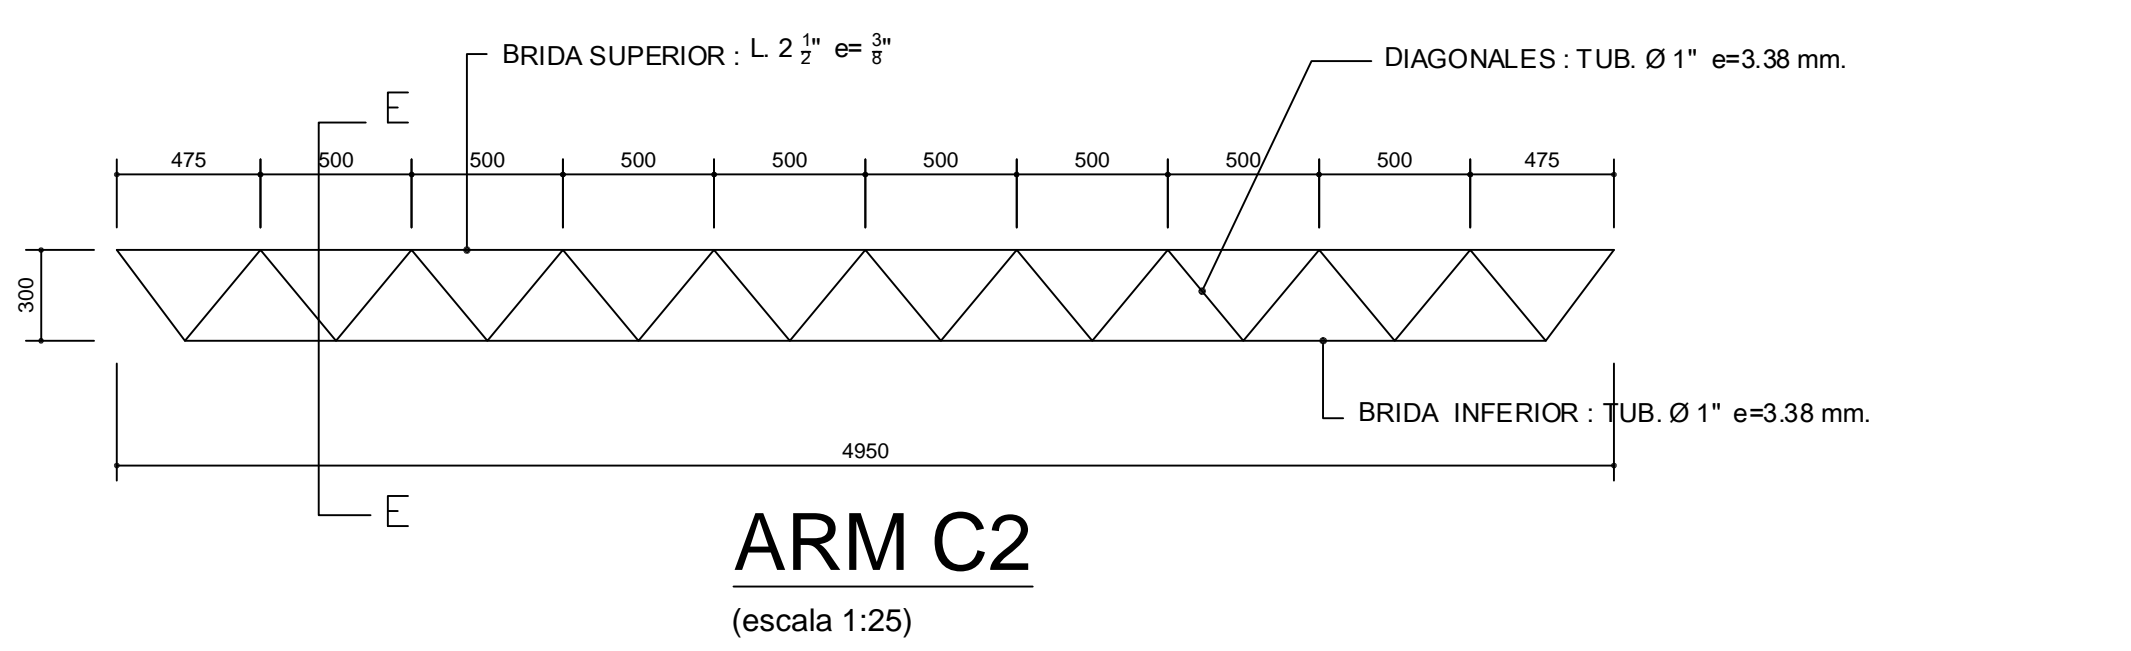 BRIDA SUPERIOR : L. 2 1/2" e= 3/8"
DIAGONALES : TUB. Ø 1" e=3.38 mm.
E
475 500 500 500 500 500 500 500 500 475
300
BRIDA INFERIOR : TUB. Ø 1" e=3.38 mm.
4950
E
ARM C2
(escala 1:25)